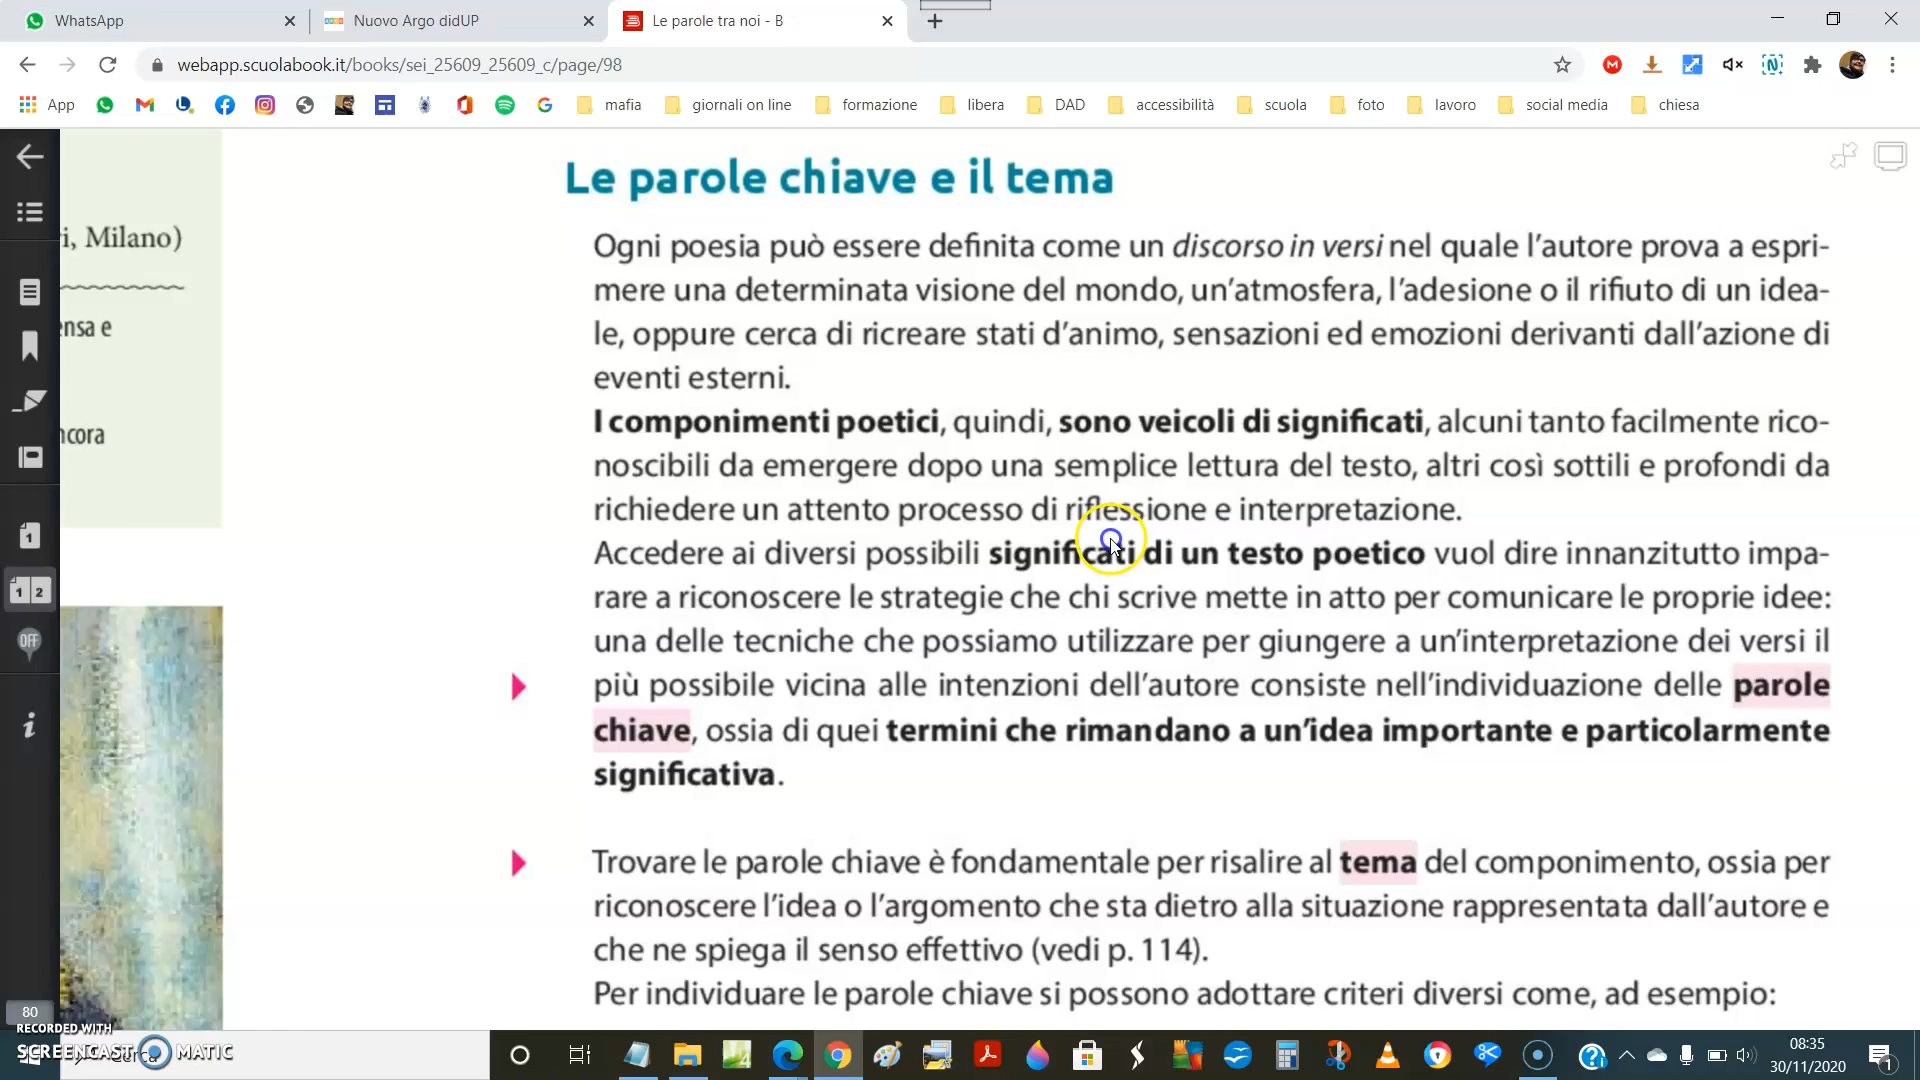 WhatsApp
Nuovo Argo didUP
Le parole tra noi - B
webapp.scuolabook.it/books/sei_25609_25609_c/page/98
App
mafia
giornali on line
formazione
libera
DAD
accessibilità
scuola
foto
lavoro
social media
chiesa
i, Milano)
ensa e
ncora
Le parole chiave e il tema
Ogni poesia può essere definita come un discorso in versi nel quale l'autore prova a espri-
mere una determinata visione del mondo, un'atmosfera, l'adesione o il rifiuto di un idea-
le, oppure cerca di ricreare stati d'animo, sensazioni ed emozioni derivanti dall'azione di
eventi esterni.
I componimenti poetici, quindi, sono veicoli di significati, alcuni tanto facilmente rico-
noscibili da emergere dopo una semplice lettura del testo, altri così sottili e profondi da
richiedere un attento processo di riflessione e interpretazione.
Accedere ai diversi possibili significati di un testo poetico vuol dire innanzitutto impa-
rare a riconoscere le strategie che chi scrive mette in atto per comunicare le proprie idee:
una delle tecniche che possiamo utilizzare per giungere a un'interpretazione dei versi il
più possibile vicina alle intenzioni dell'autore consiste nell'individuazione delle parole
chiave, ossia di quei termini che rimandano a un'idea importante e particolarmente
significativa.
Trovare le parole chiave è fondamentale per risalire al tema del componimento, ossia per
riconoscere l'idea o l'argomento che sta dietro alla situazione rappresentata dall'autore e
che ne spiega il senso effettivo (vedi p. 114).
Per individuare le parole chiave si possono adottare criteri diversi come, ad esempio:
1
1 2
OFF
80
RECORDED WITH
SCREENCAST MATIC
08:35
30/11/2020
1